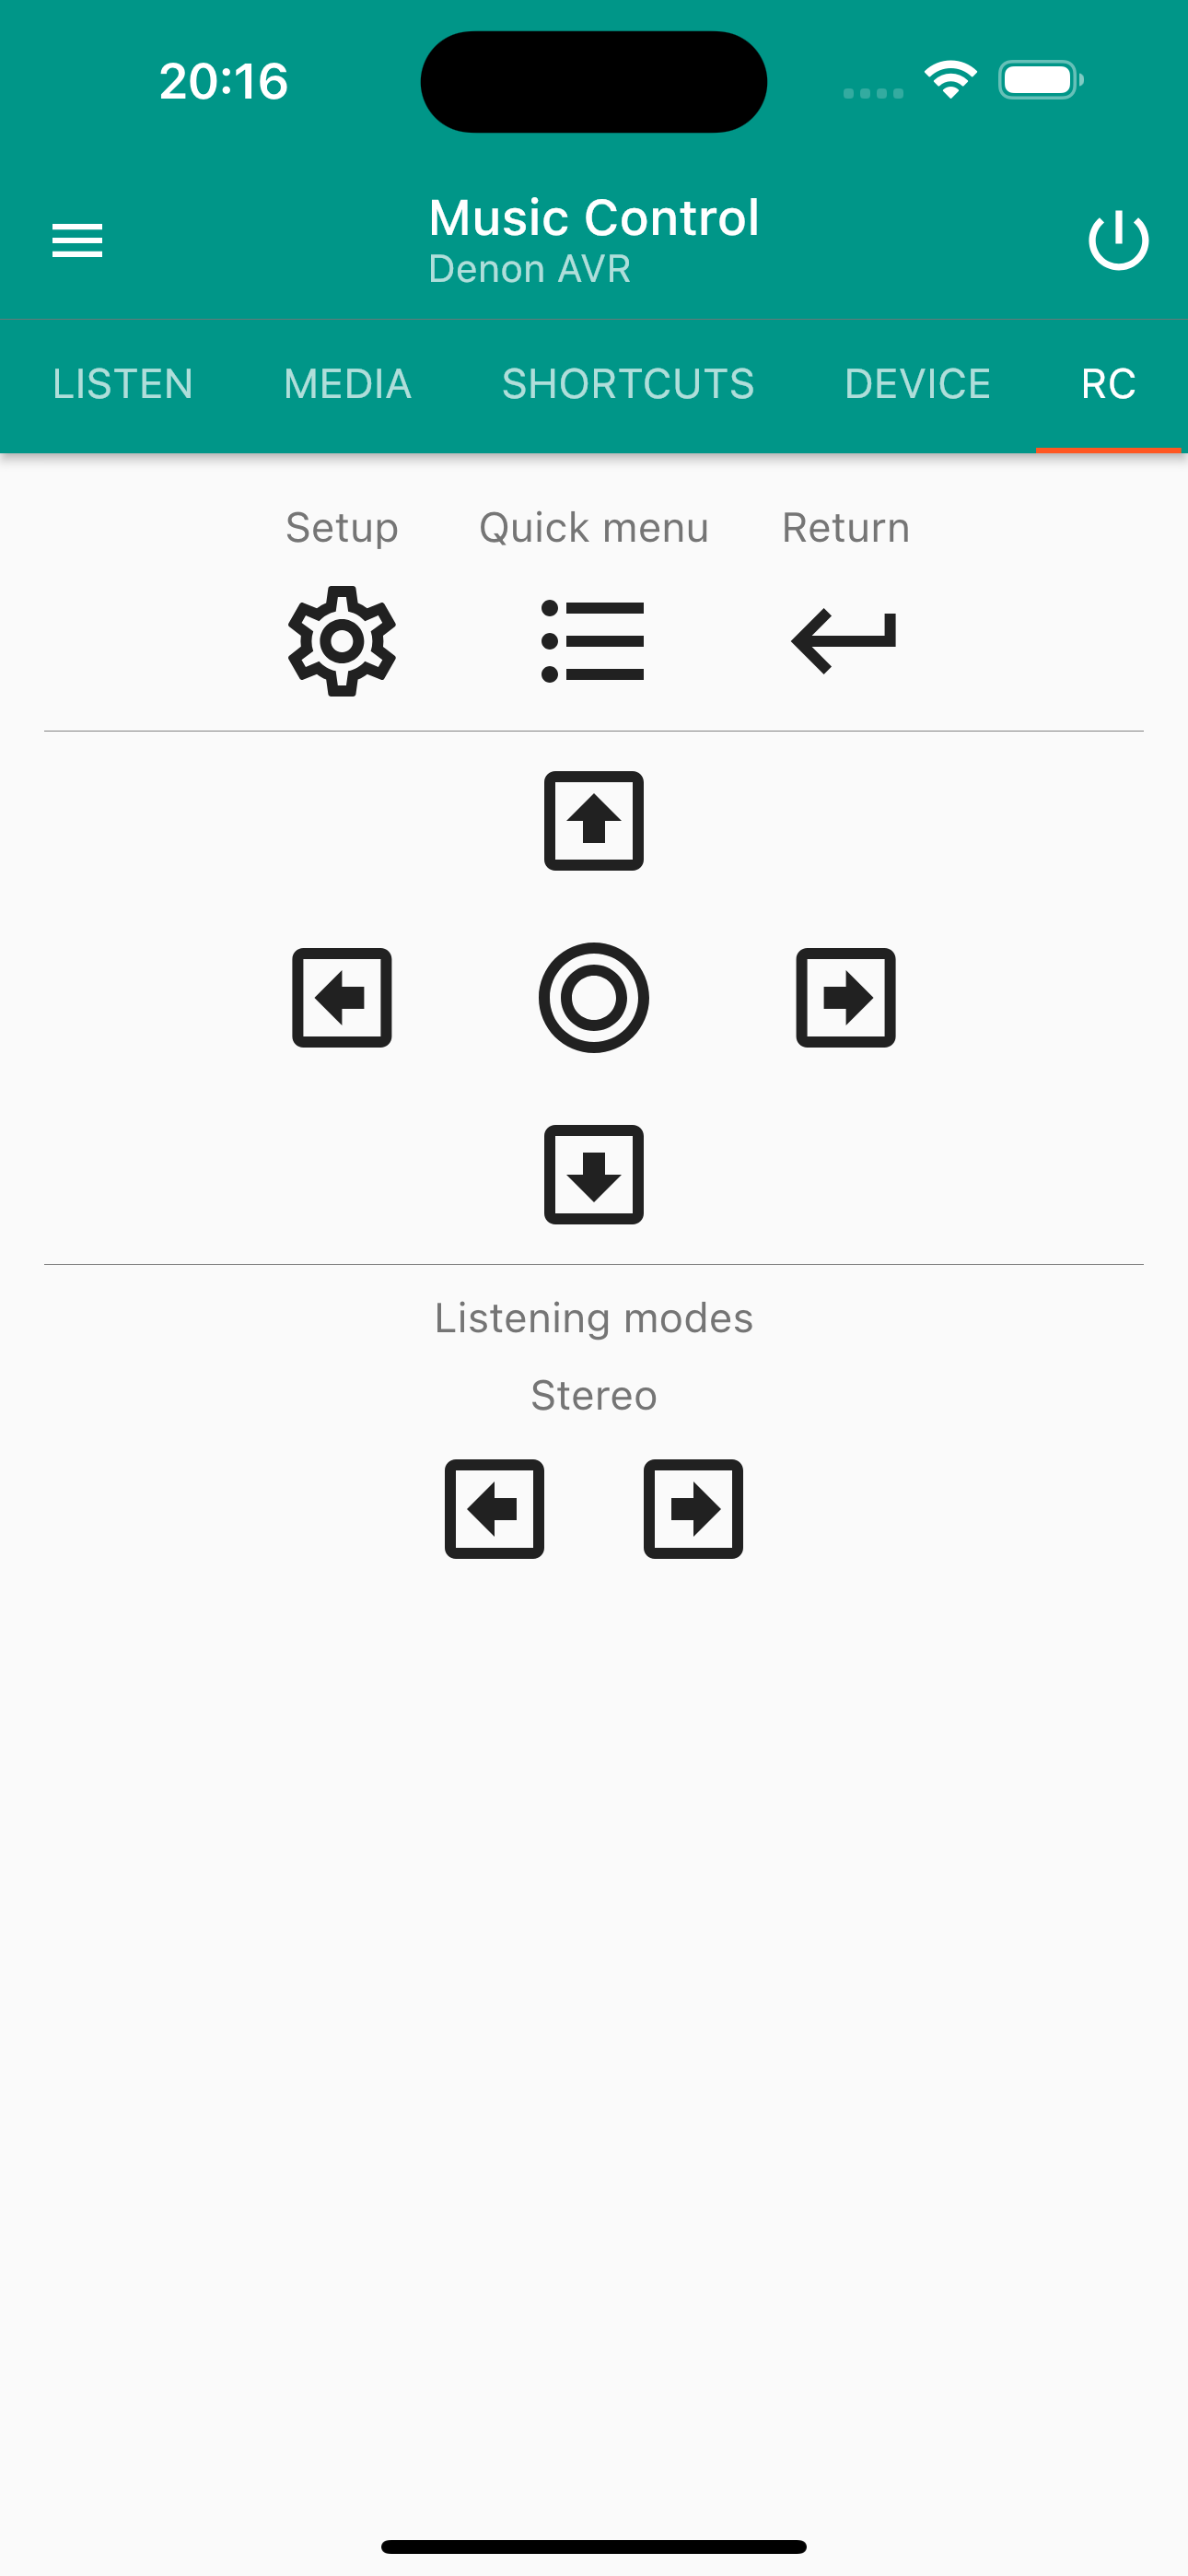 20:16
Music Control
Denon AVR
LISTEN MEDIA SHORTCUTS DEVICE RC
Setup Quick menu Return
Listening modes
Stereo